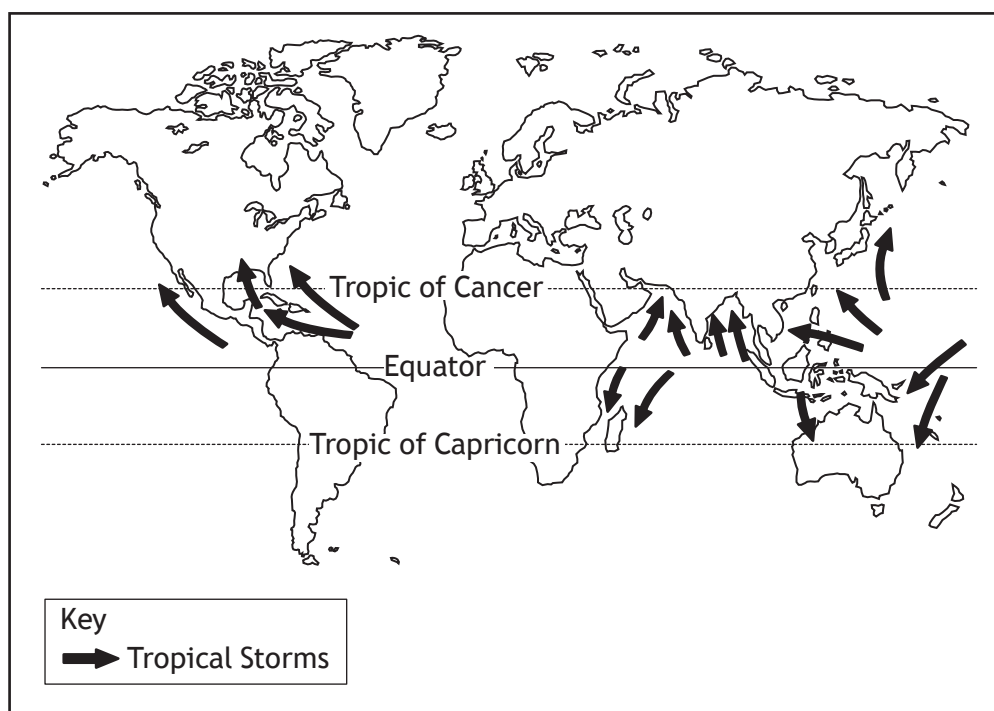 Tropic of Cancer
Equator
Tropic of Capricorn
Key
Tropical Storms